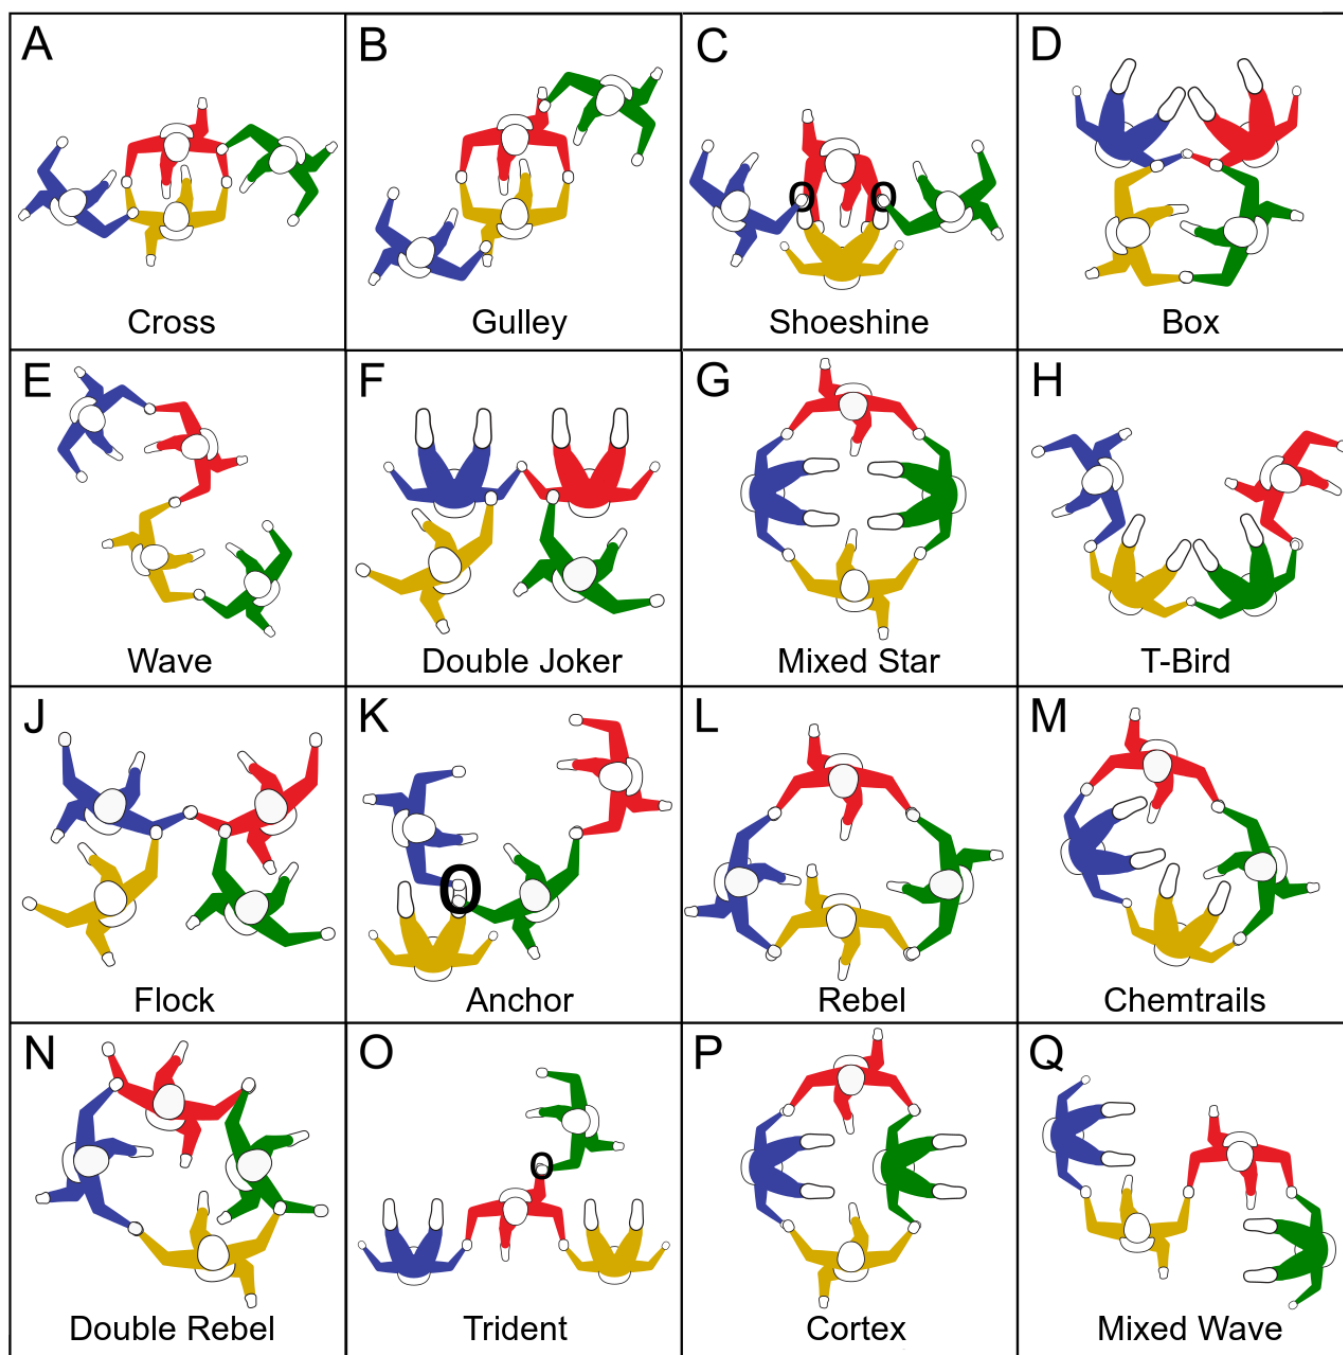 A
B
C
D
Cross
Gulley
Shoeshine
Box
E
F
G
H
Wave
Double Joker
Mixed Star
T-Bird
J
K
L
M
Flock
Anchor
Rebel
Chemtrails
N
O
P
Q
Double Rebel
Trident
Cortex
Mixed Wave